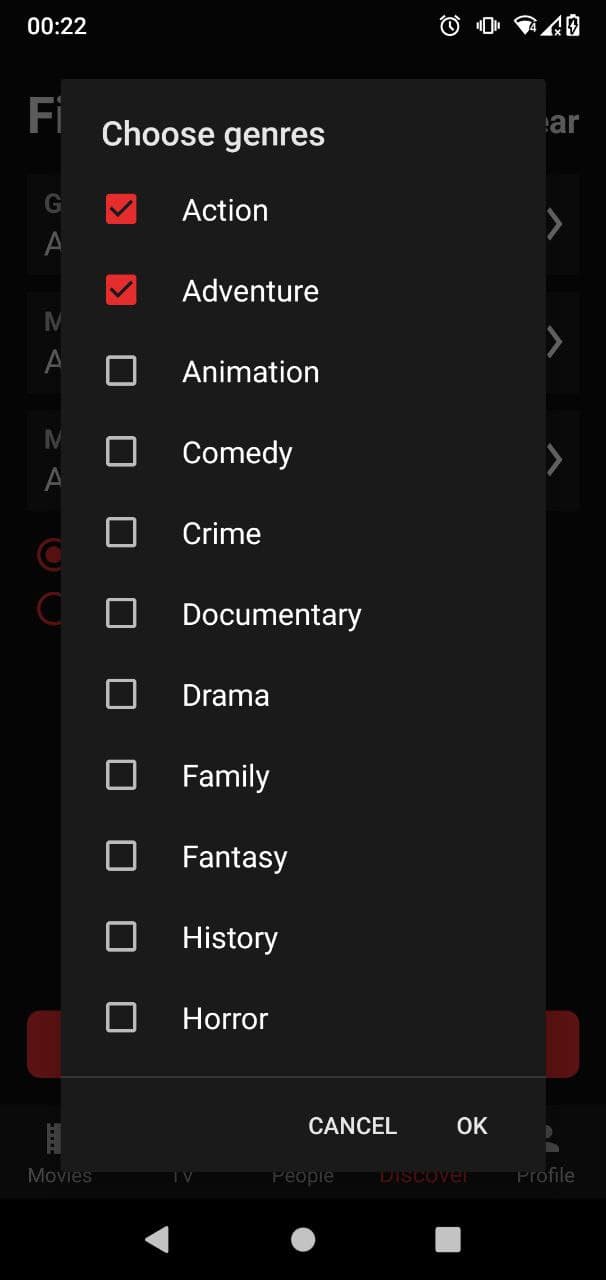 00:22
4
Fi
ear
Choose genres
G
A
Action
Adventure
M
A
Animation
M
A
Comedy
Crime
Documentary
Drama
Family
Fantasy
History
Horror
CANCEL OK
Movies TV People Discover Profile